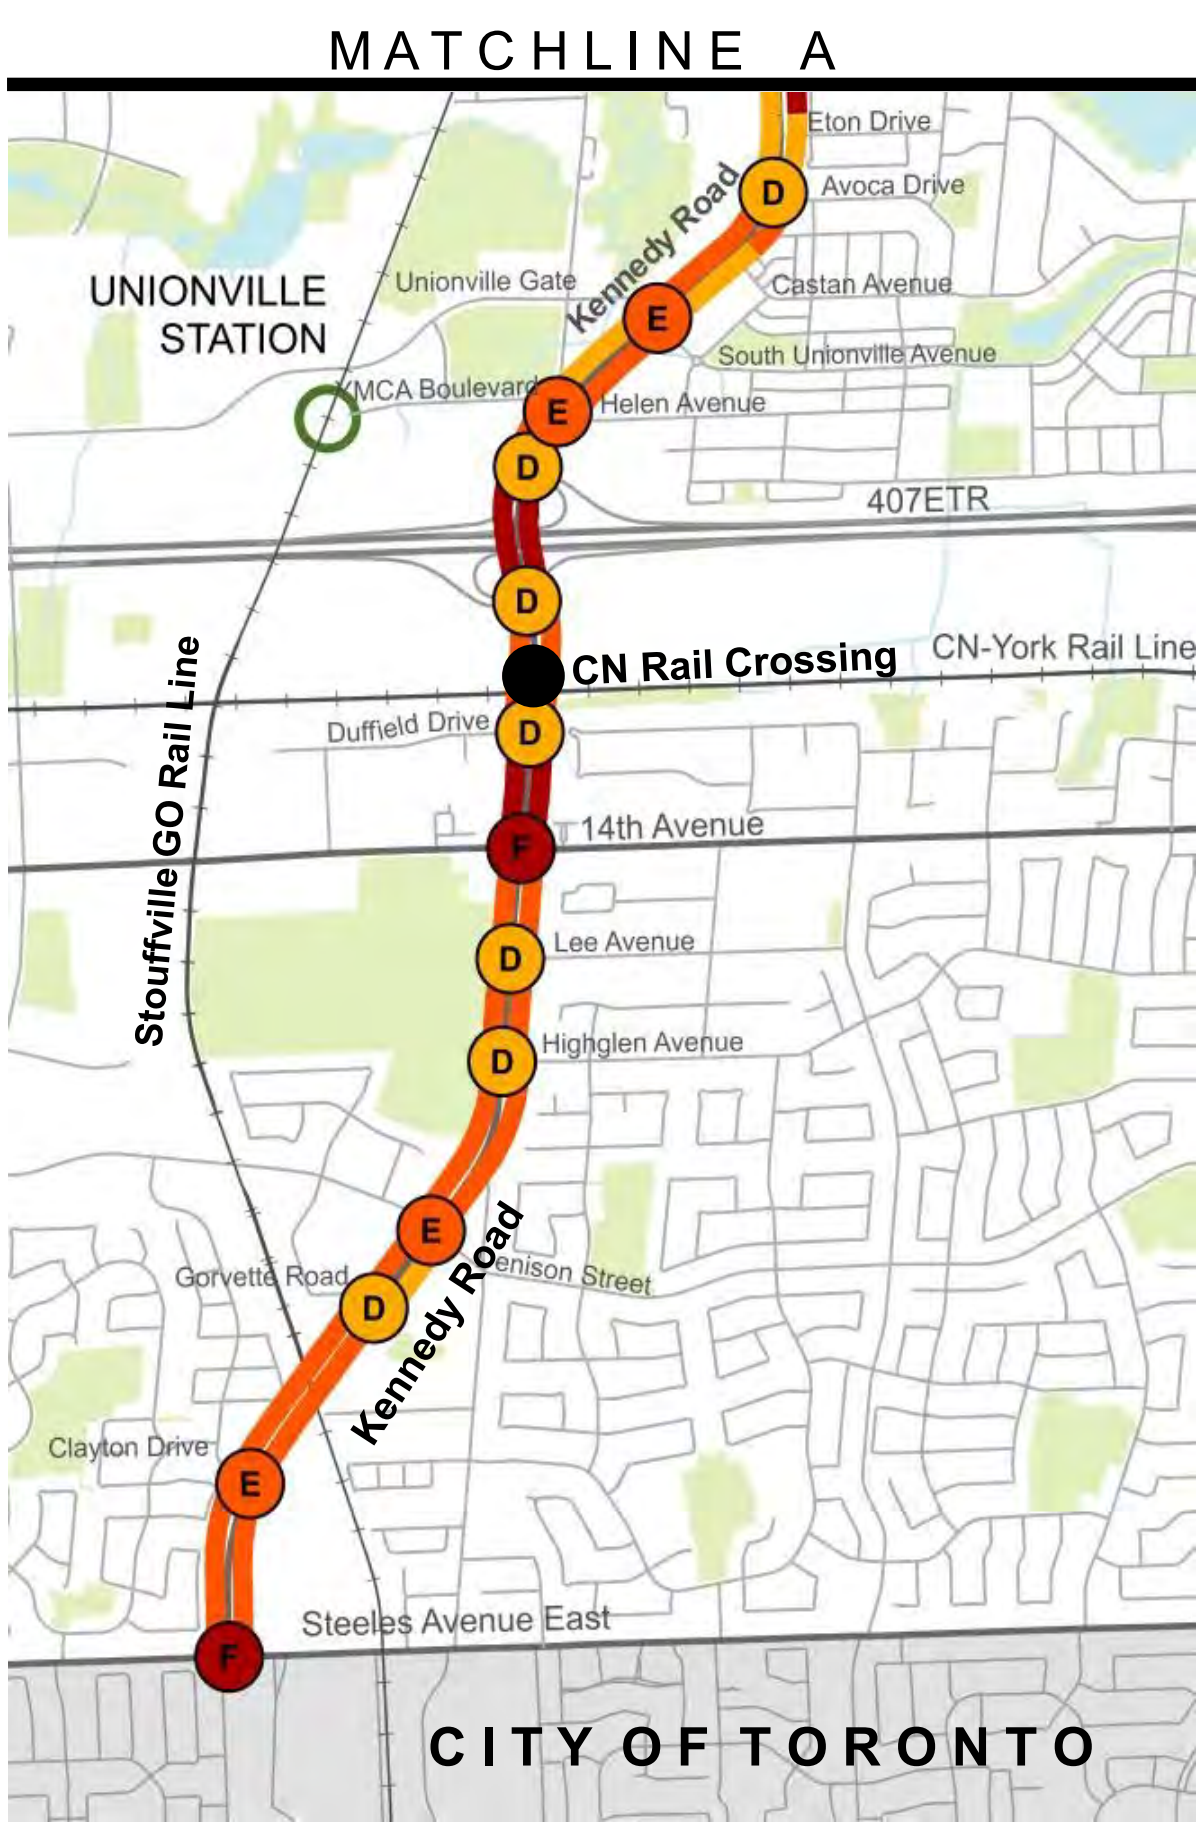 MATCHLINE A
Eton Drive
D
Avoca Drive
Kennedy Road
UNIONVILLE
STATION
Unionville Gate
Castan Avenue
E
South Unionville Avenue
YMCA Boulevard
E
Helen Avenue
D
407ETR
D
CN Rail Crossing
CN-York Rail Line
Stouffville GO Rail Line
Duffield Drive
D
14th Avenue
F
Lee Avenue
D
Highglen Avenue
D
E
Kennedy Road
enison Street
Gorvette Road
D
Clayton Drive
E
Steeles Avenue East
F
CITY OF TORONTO